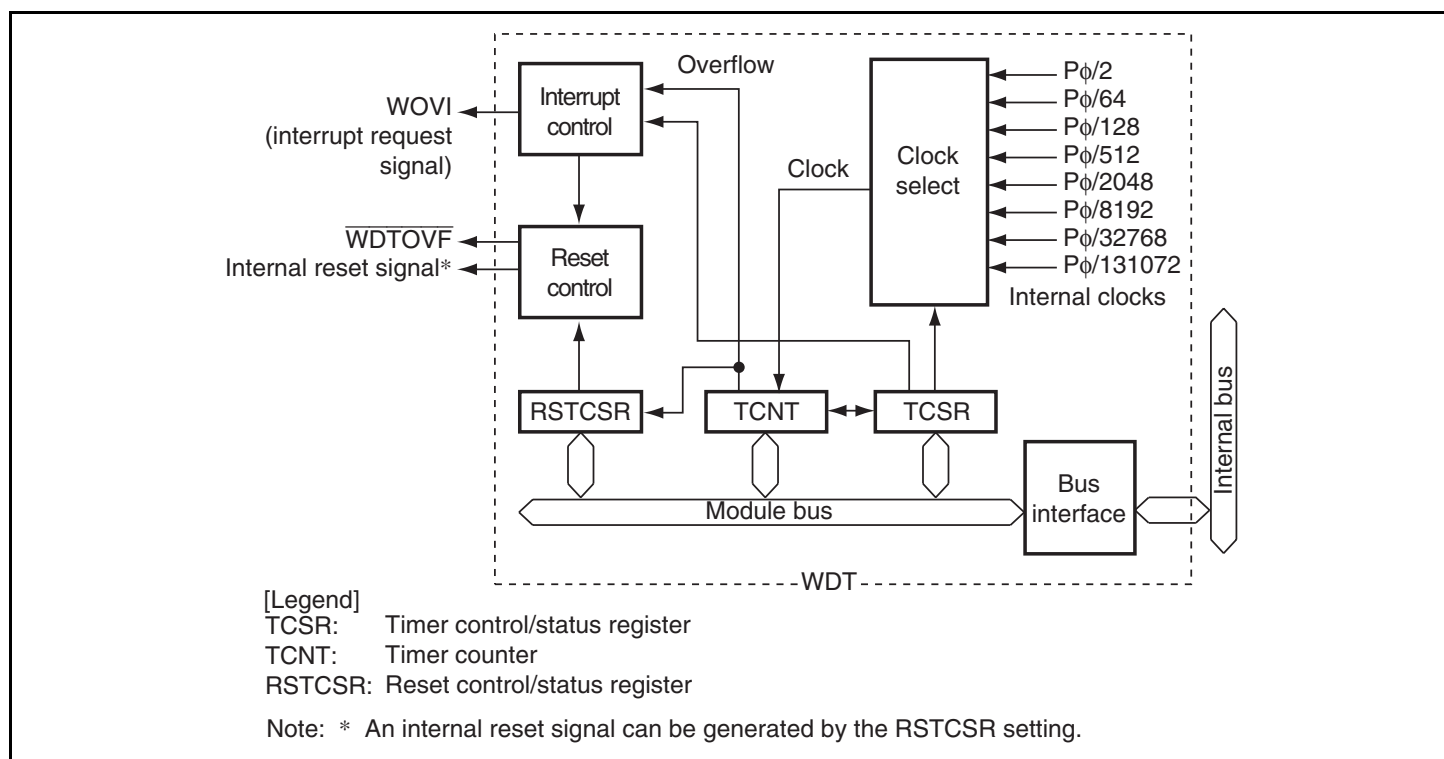 Overflow
Interrupt
control
WOVI
(interrupt request
signal)
Clock
Clock
select
Pϕ/2
Pϕ/64
Pϕ/128
Pϕ/512
Pϕ/2048
Pϕ/8192
Pϕ/32768
Pϕ/131072
Internal clocks
WDTOVF
Internal reset signal*
Reset
control
RSTCSR
TCNT
TCSR
Module bus
Bus
interface
Internal bus
WDT
[Legend]
TCSR: Timer control/status register
TCNT: Timer counter
RSTCSR: Reset control/status register
Note: * An internal reset signal can be generated by the RSTCSR setting.